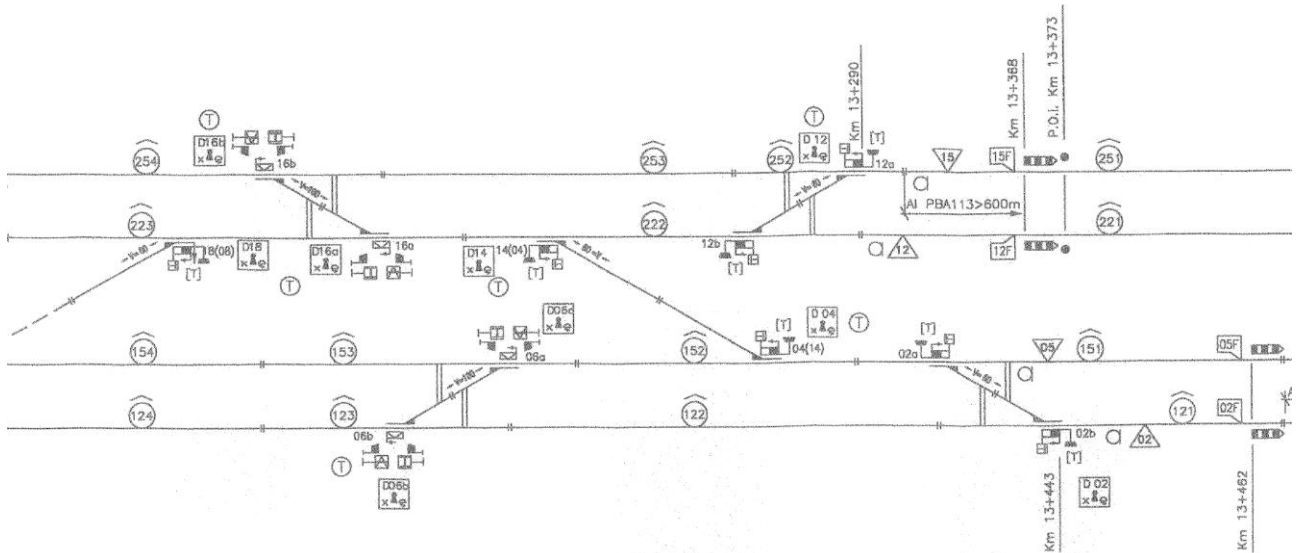 Km 13+290
Km 13+368
P.O.i. Km 13+373
T
D16b
16b
T
D 12
[T]
12a
15
15F
254
253
252
251
a
AI PBA113>600m
V=60
223
222
221
16a
12b
[T]
a
12
12F
18(08)
[T]
D18
D16a
T
D14
14(04)
[T]
T
D 04
T
[T]
04(14)
[T]
02a
06a
154
153
152
05
151
05F
a
V=60
124
123
122
121
02F
06b
T
D06b
02b
[T]
a
02
D 02
Km 13+443
Km 13+462